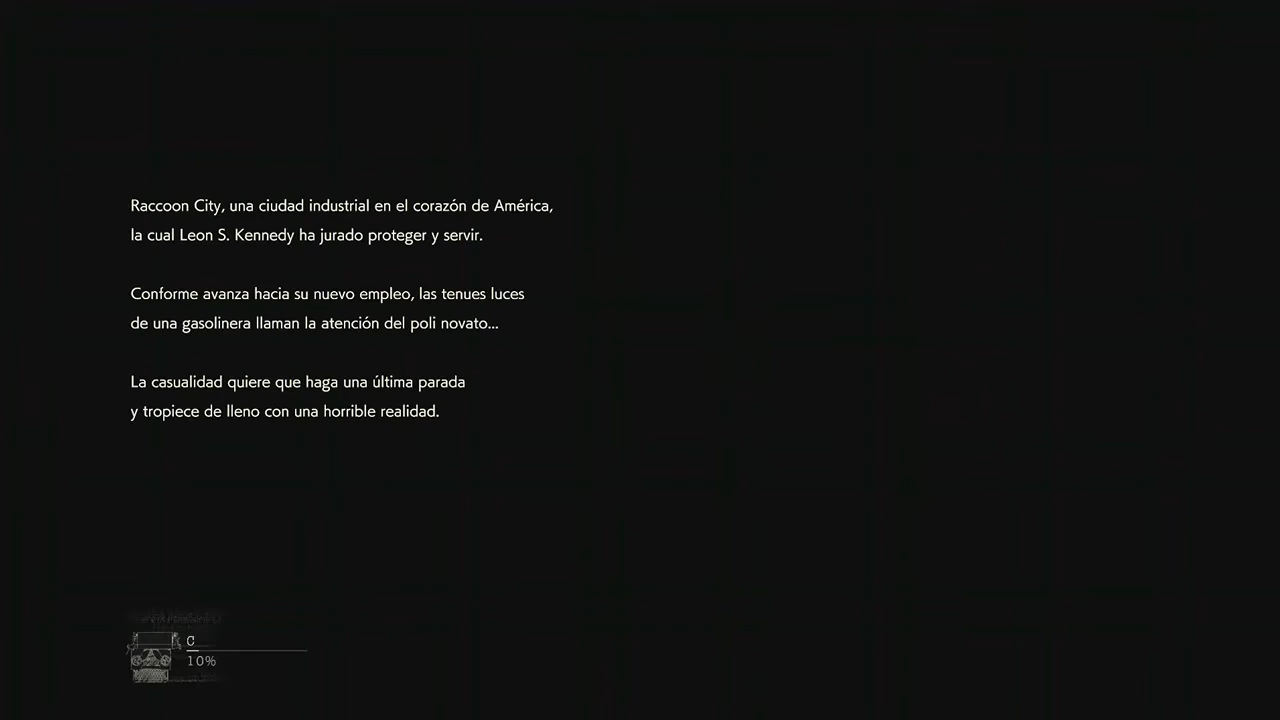 Raccoon City, una ciudad industrial en el corazón de América,
la cual Leon S. Kennedy ha jurado proteger y servir.
Conforme avanza hacia su nuevo empleo, las tenues luces
de una gasolinera llaman la atención del poli novato...
La casualidad quiere que haga una última parada
y tropiece de lleno con una horrible realidad.
C
10%